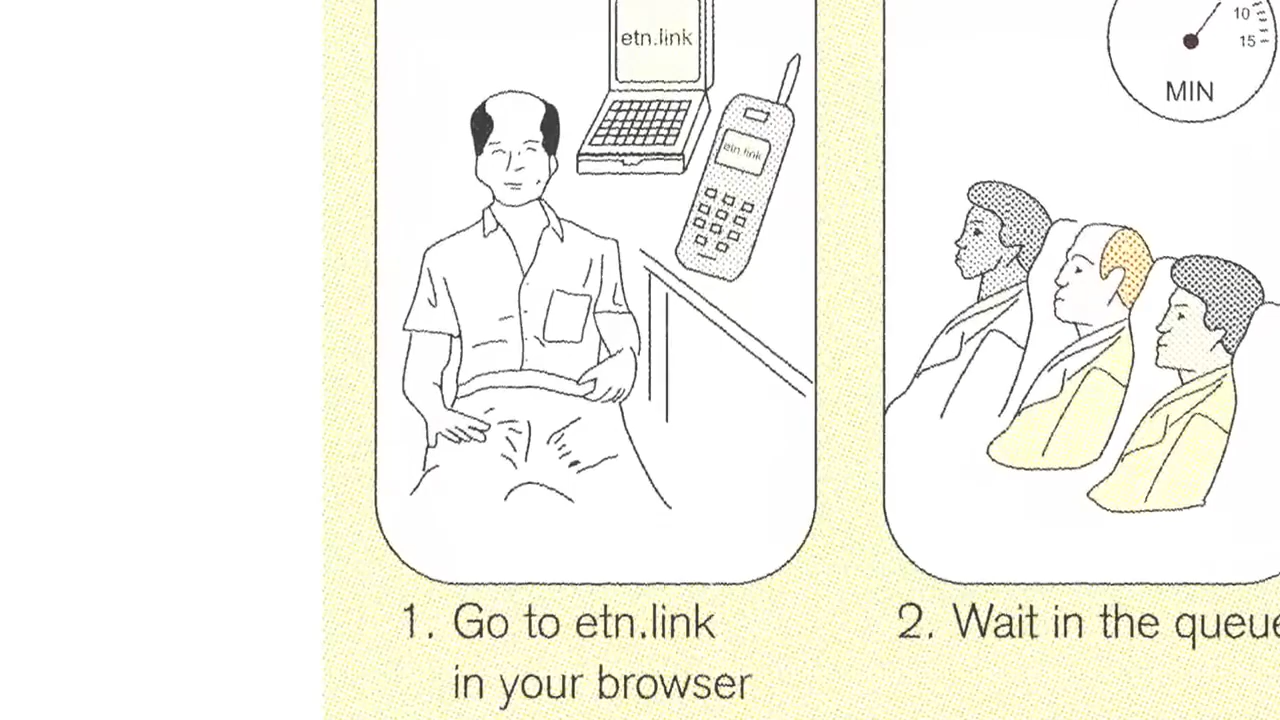 etn.link
etn.link
10
15
MIN
1. Go to etn.link
in your browser
2. Wait in the queue